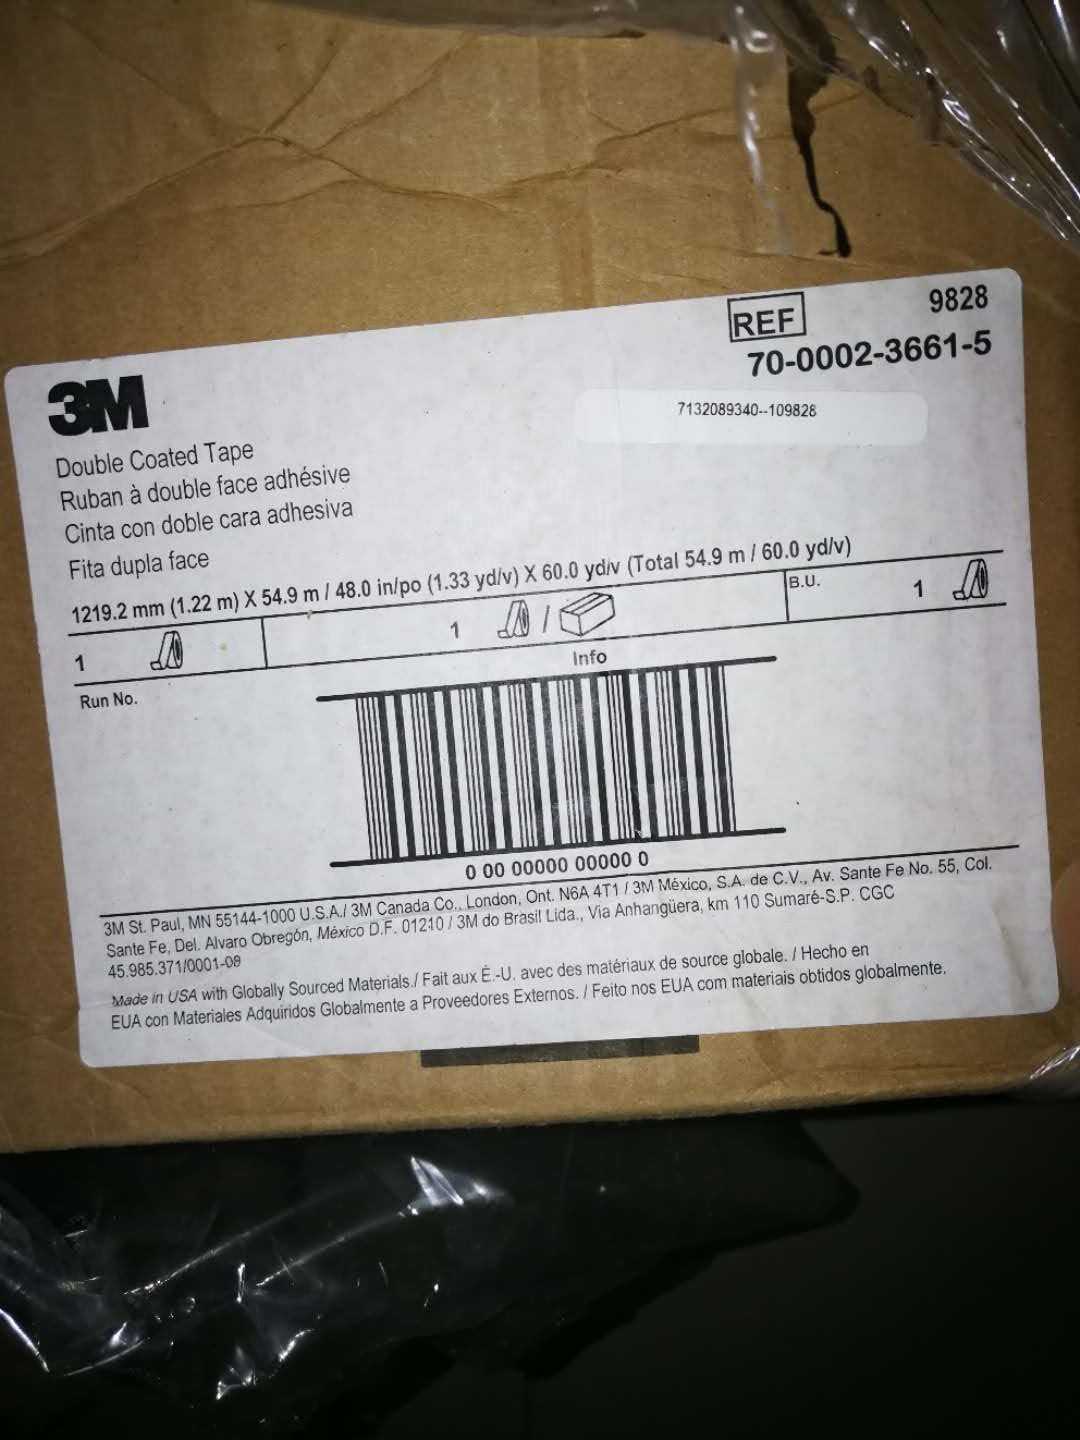 3M
REF
9828
70-0002-3661-5
7132089340--109828
Double Coated Tape
Ruban à double face adhésive
Cinta con doble cara adhesiva
Fita dupla face
1219.2 mm (1.22 m) X 54.9 m / 48.0 in/po (1.33 yd/v) X 60.0 yd/v (Total 54.9 m / 60.0 yd/v)
1
1 /
B.U. 1
Run No.
Info
0 00 00000 00000 0
3M St. Paul, MN 55144-1000 U.S.A./ 3M Canada Co., London, Ont. N6A 4T1 / 3M México, S.A. de C.V., Av. Sante Fe No. 55, Col.
Sante Fe, Del. Alvaro Obregón, México D.F. 01210 / 3M do Brasil Ltda., Via Anhangüera, km 110 Sumaré-S.P. CGC
45.985.371/0001-08
Made in USA with Globally Sourced Materials./ Fait aux É.-U. avec des matériaux de source globale. / Hecho en
EUA con Materiales Adquiridos Globalmente a Proveedores Externos. / Feito nos EUA com materiais obtidos globalmente.